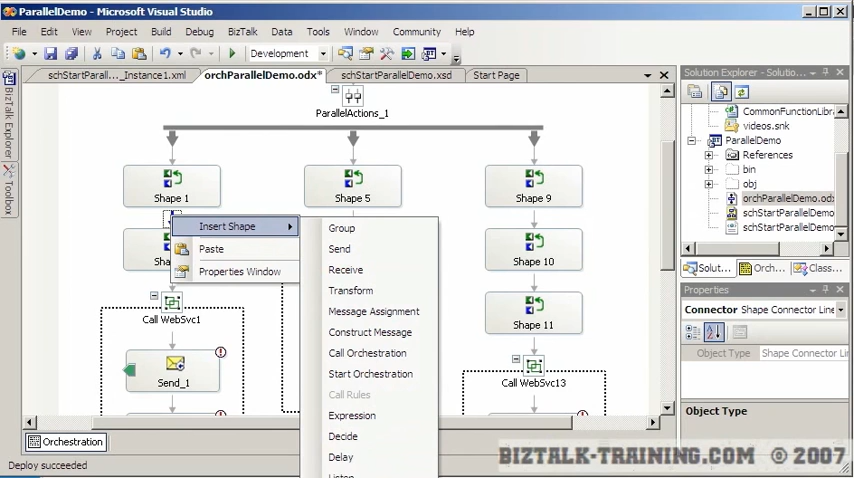 ParallelDemo - Microsoft Visual Studio
File Edit View Project Build Debug BizTalk Data Tools Window Community Help
Development
schStartParall..._Instance1.xml orchParallelDemo.odx* schStartParallelDemo.xsd Start Page
BizTalk Explorer
Toolbox
ParallelActions_1
Shape 1 Shape 5 Shape 9
Insert Shape
Paste
Properties Window
Group
Send
Receive
Transform
Message Assignment
Construct Message
Call Orchestration
Start Orchestration
Call Rules
Expression
Decide
Delay
Sha
Shape 10
Shape 11
Call WebSvc1
Call WebSvc13
Send_1
Orchestration
Deploy succeeded
Solution Explorer - Solutio...
CommonFunctionLibra
videos.snk
ParallelDemo
References
bin
obj
orchParallelDemo.odx
schStartParallelDemo
schStartParallelDemo.
Solut... Orch... Class...
Properties
Connector Shape Connector Line
Object Type Shape Connector Line
Object Type
BIZTALK-TRAINING.COM © 2007